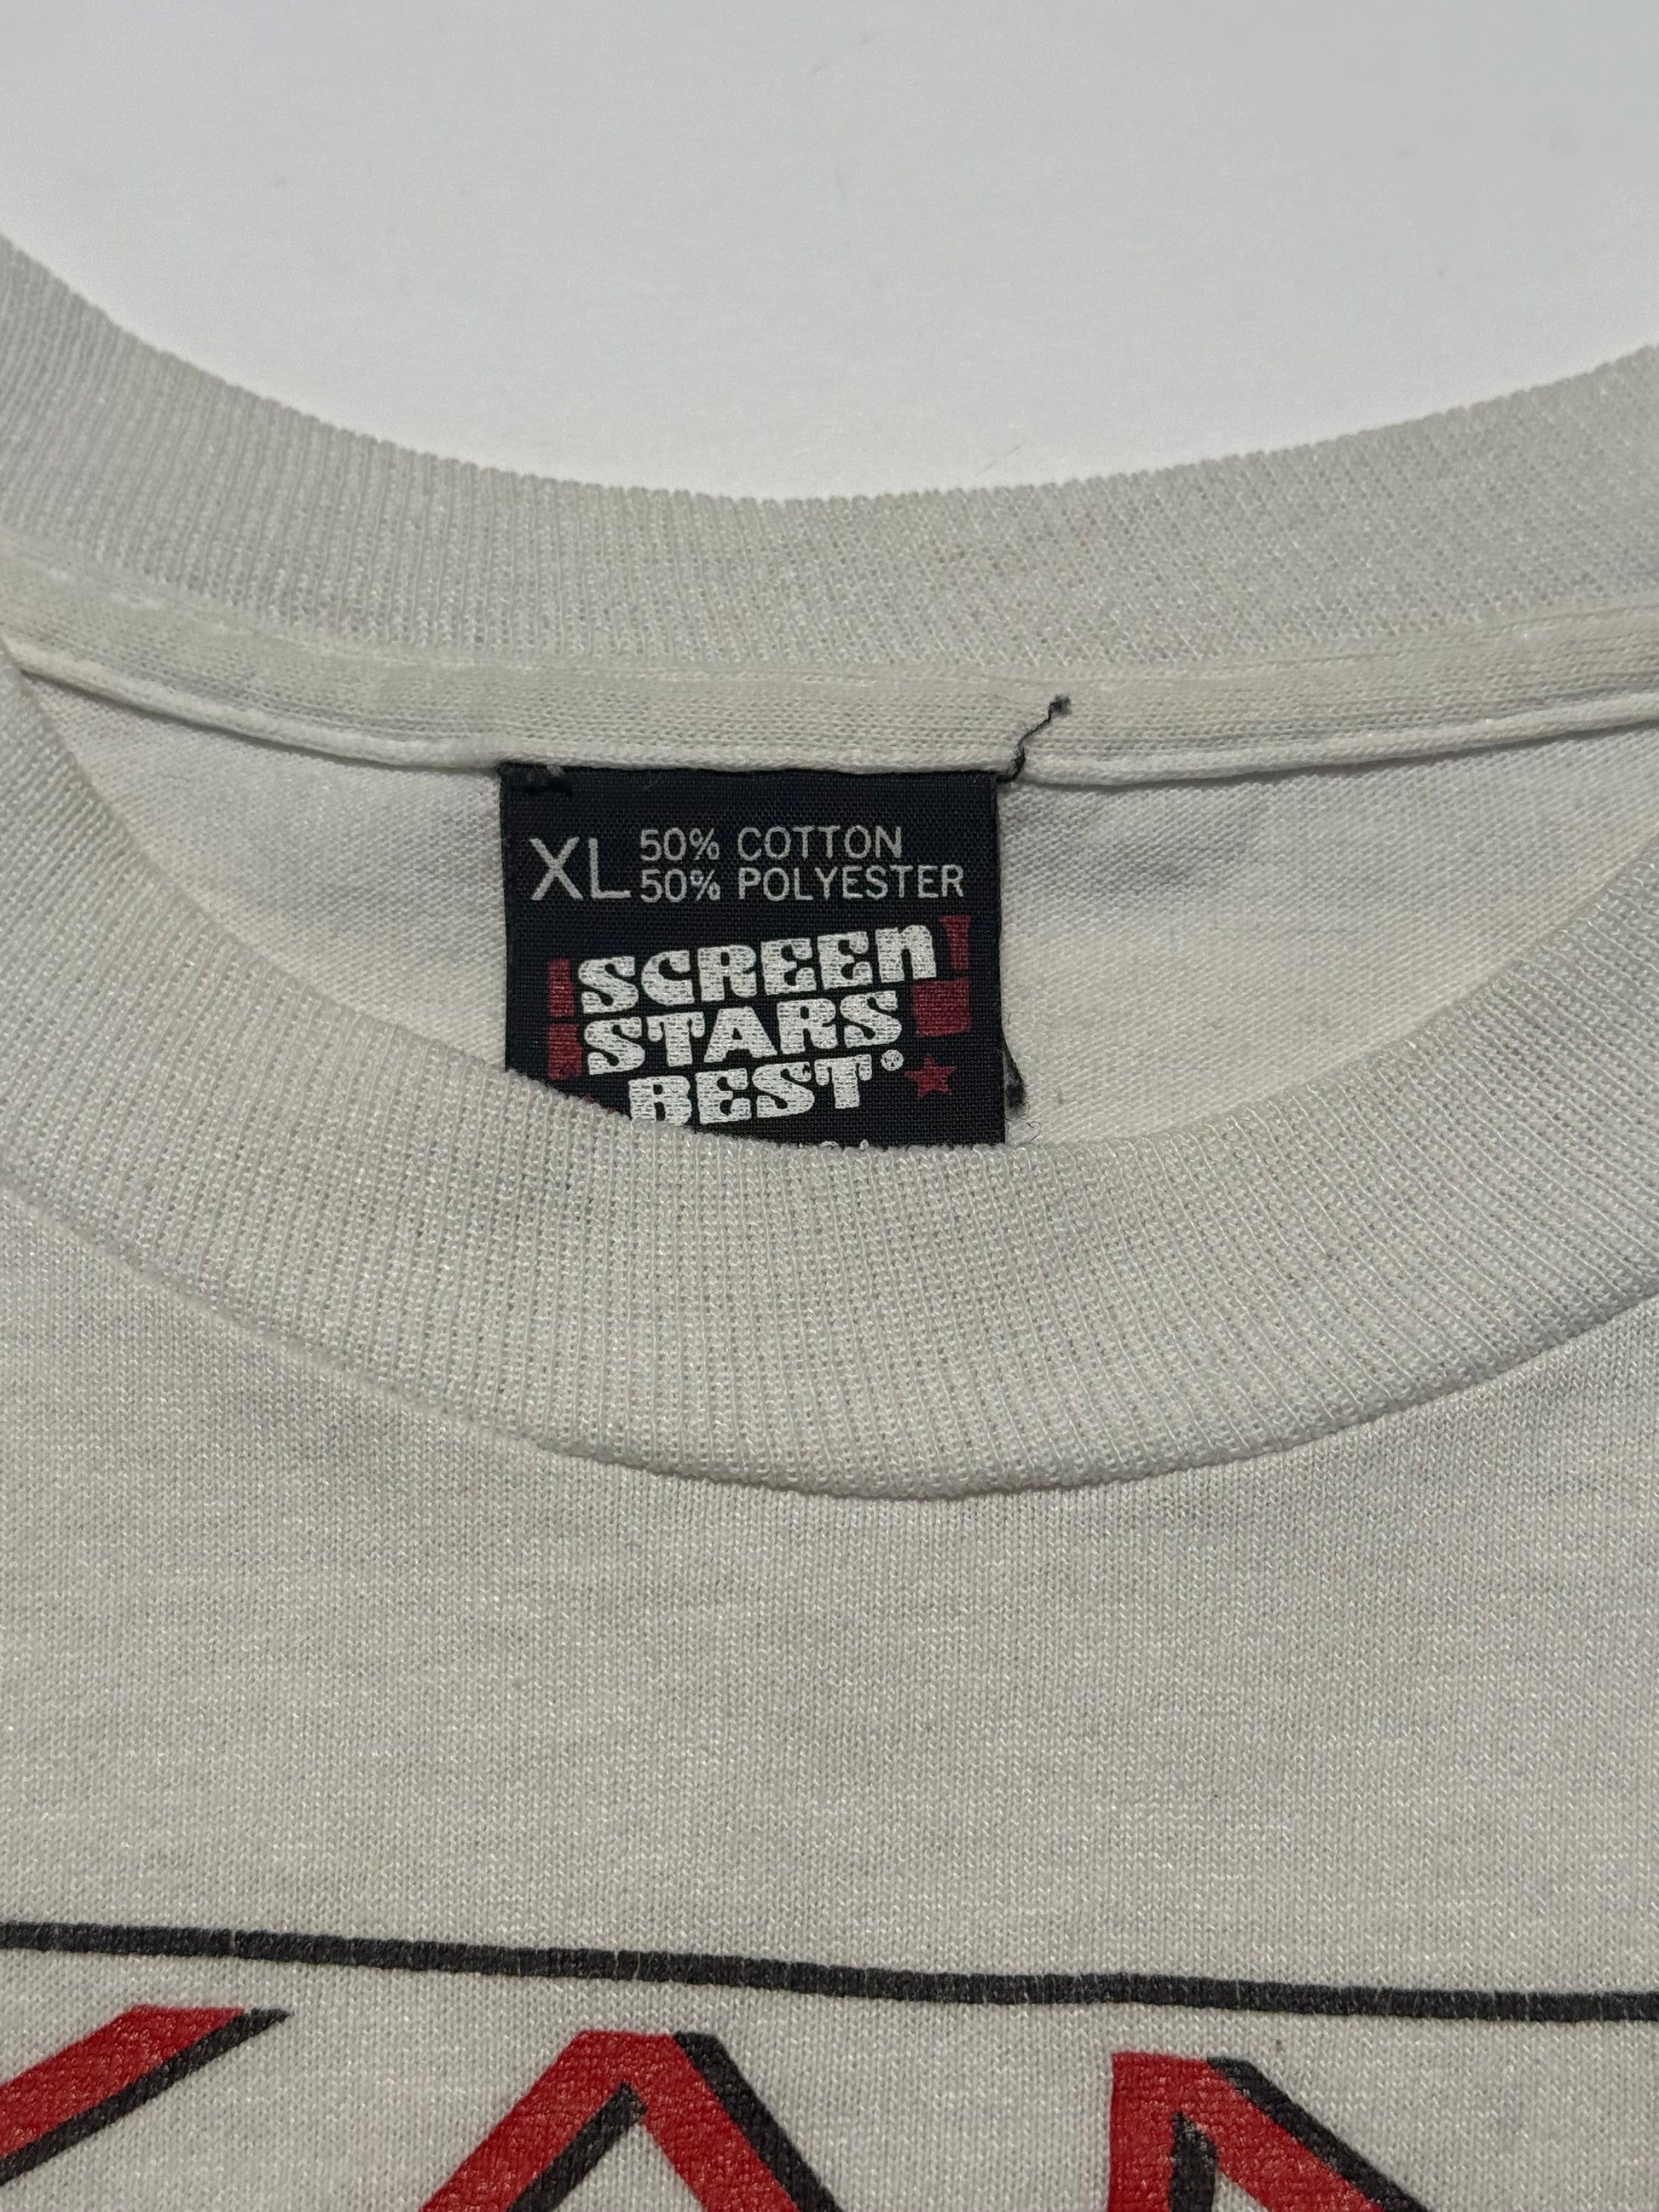 XL 50% COTTON
50% POLYESTER
SCREEN
STARS
BEST®